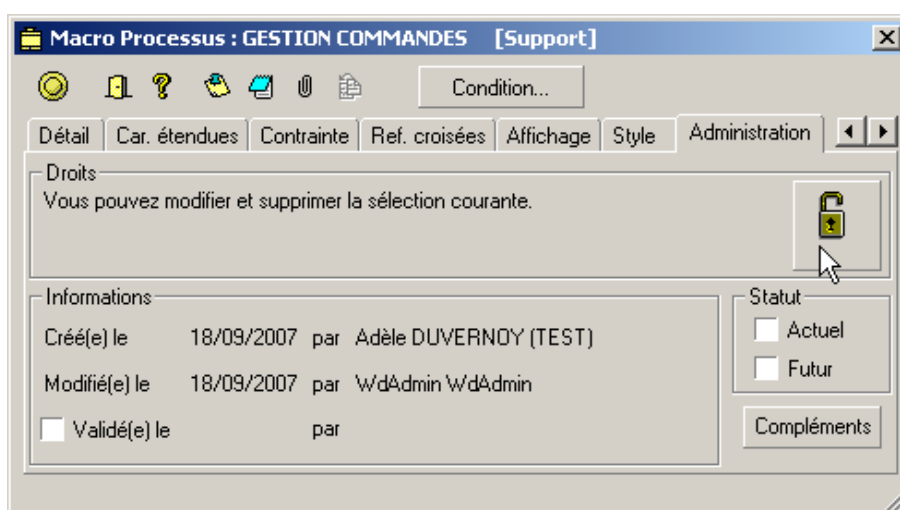 Macro Processus : GESTION COMMANDES [Support]
Condition...
Détail Car. étendues Contrainte Ref. croisées Affichage Style Administration
Droits
Vous pouvez modifier et supprimer la sélection courante.
Informations
Statut
Créé(e) le 18/09/2007 par Adèle DUVERNOY (TEST)
Actuel
Modifié(e) le 18/09/2007 par WdAdmin WdAdmin
Futur
Validé(e) le par
Compléments